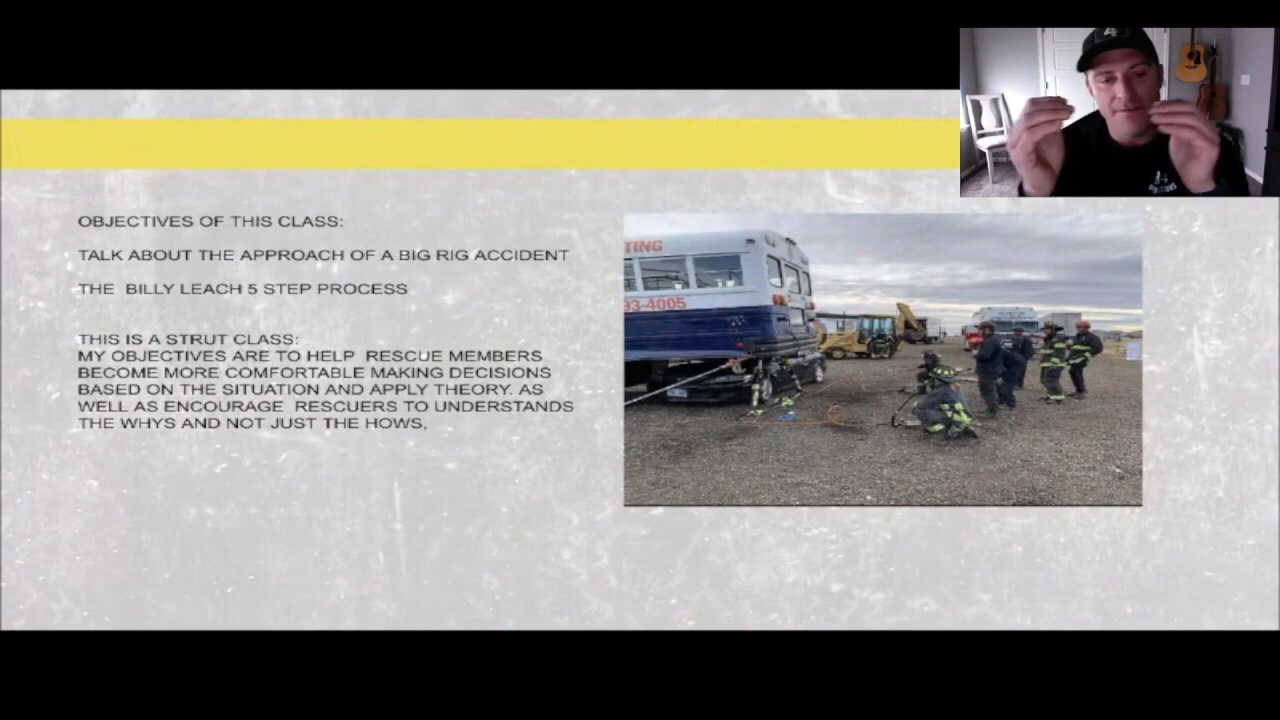 OBJECTIVES OF THIS CLASS:
TALK ABOUT THE APPROACH OF A BIG RIG ACCIDENT
THE BILLY LEACH 5 STEP PROCESS
THIS IS A STRUT CLASS:
MY OBJECTIVES ARE TO HELP RESCUE MEMBERS
BECOME MORE COMFORTABLE MAKING DECISIONS
BASED ON THE SITUATION AND APPLY THEORY. AS
WELL AS ENCOURAGE RESCUERS TO UNDERSTANDS
THE WHYS AND NOT JUST THE HOWS,
TING
93-4005
4